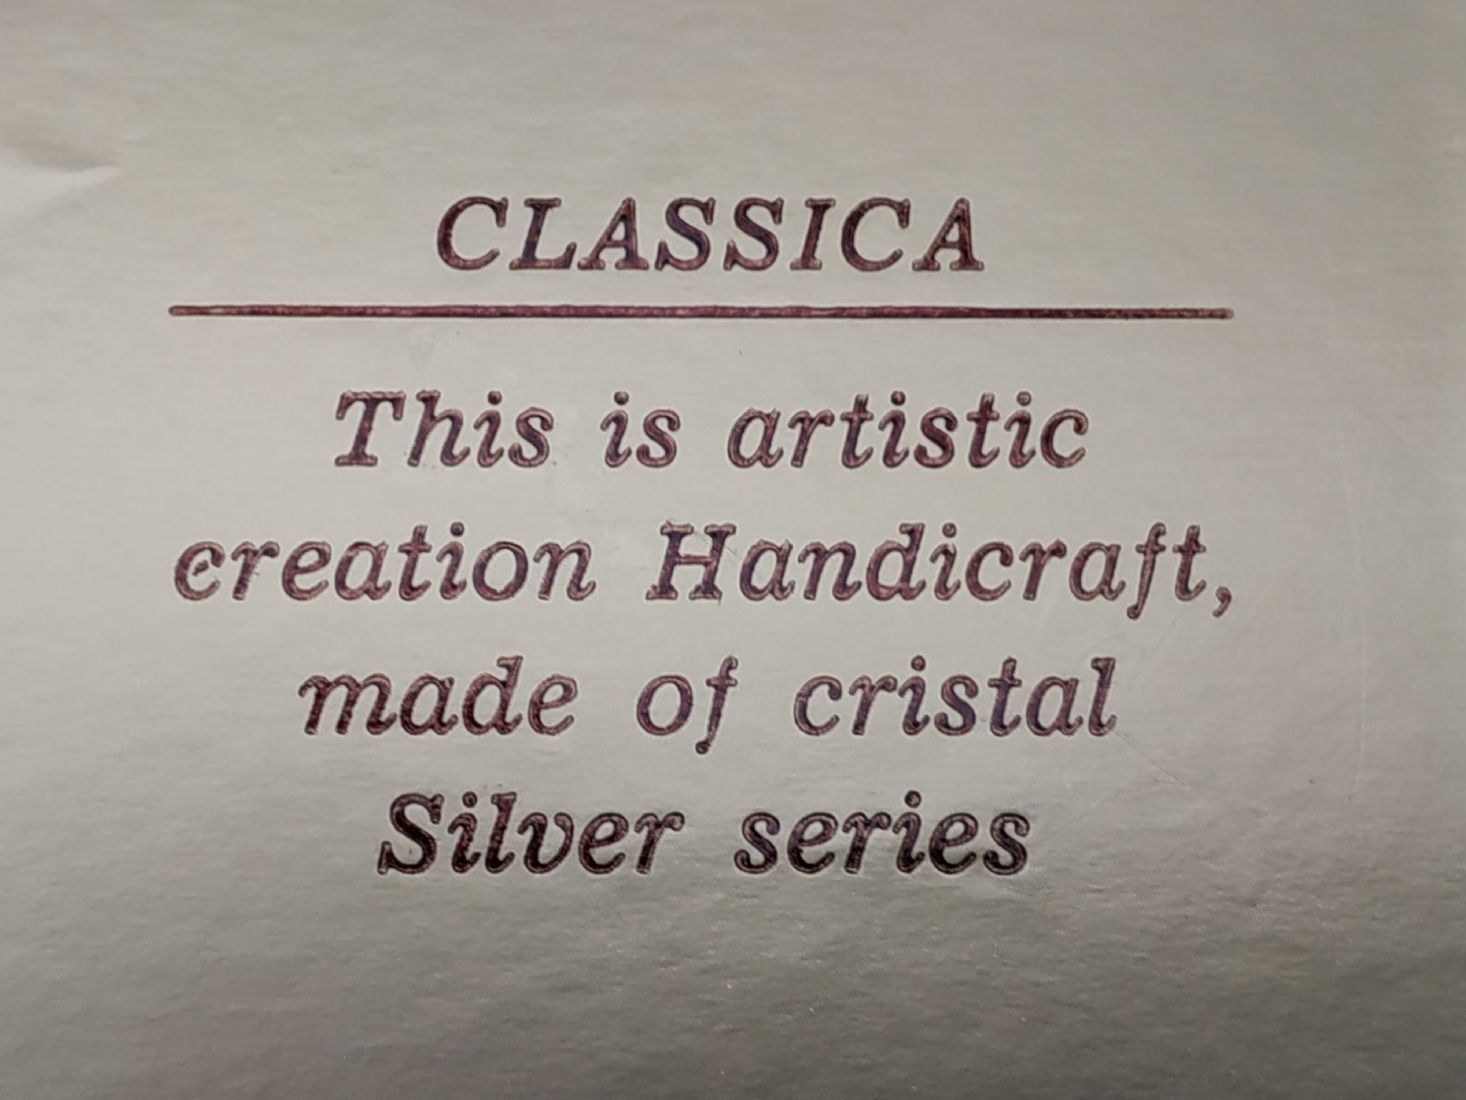 CLASSICA
This is artistic
creation Handicraft,
made of cristal
Silver series